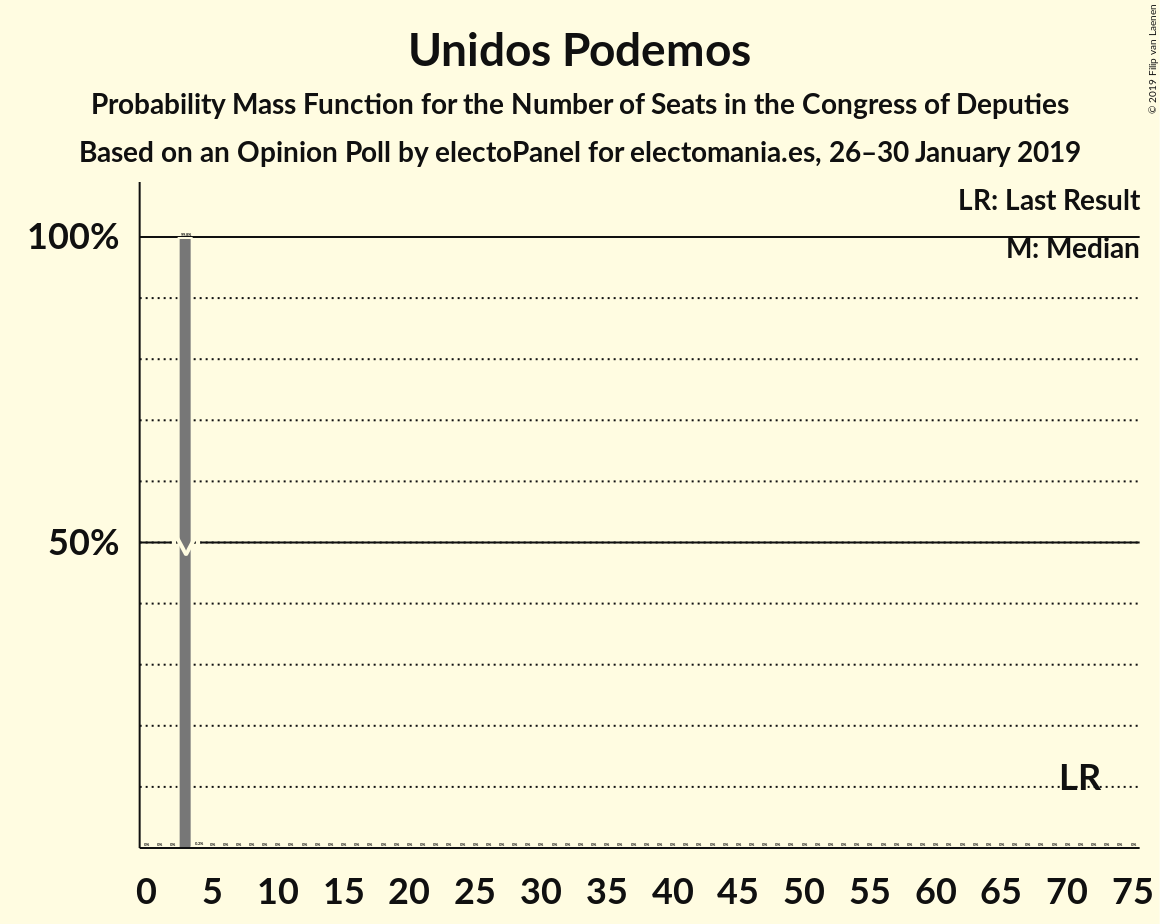 Unidos Podemos
Probability Mass Function for the Number of Seats in the Congress of Deputies
Based on an Opinion Poll by electoPanel for electomania.es, 26–30 January 2019
© 2019 Filip van Laenen
LR: Last Result
M: Median
100%
50%
LR
0 5 10 15 20 25 30 35 40 45 50 55 60 65 70 75